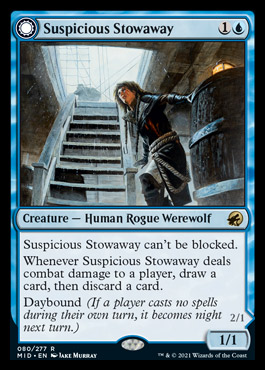 Suspicious Stowaway 1
Creature — Human Rogue Werewolf
Suspicious Stowaway can't be blocked.
Whenever Suspicious Stowaway deals
combat damage to a player, draw a
card, then discard a card.
Daybound (If a player casts no spells
during their own turn, it becomes night
next turn.)
2/1
1/1
080/277 R
MID • EN Jake Murray
™ & © 2021 Wizards of the Coast